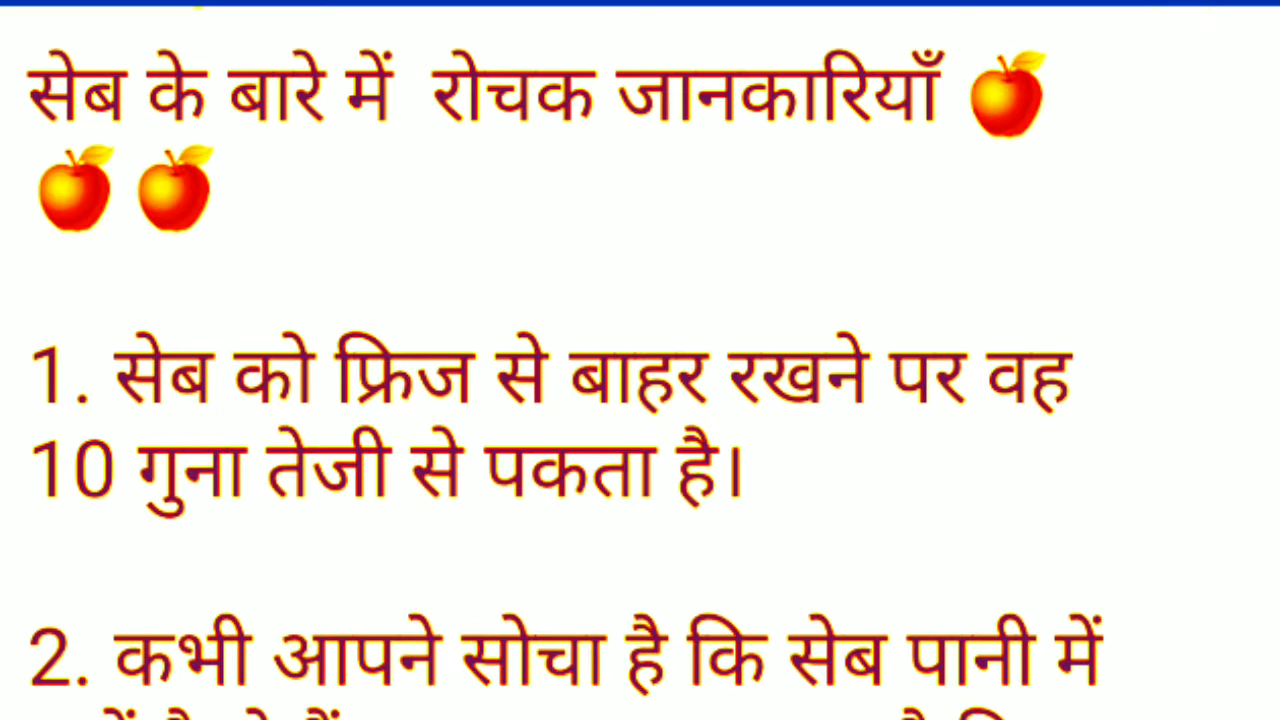 सेब के बारे में  रोचक जानकारियाँ 🍎
🍎 🍎
1. सेब को फ्रिज से बाहर रखने पर वह
10 गुना तेजी से पकता है।
2. कभी आपने सोचा है कि सेब पानी में